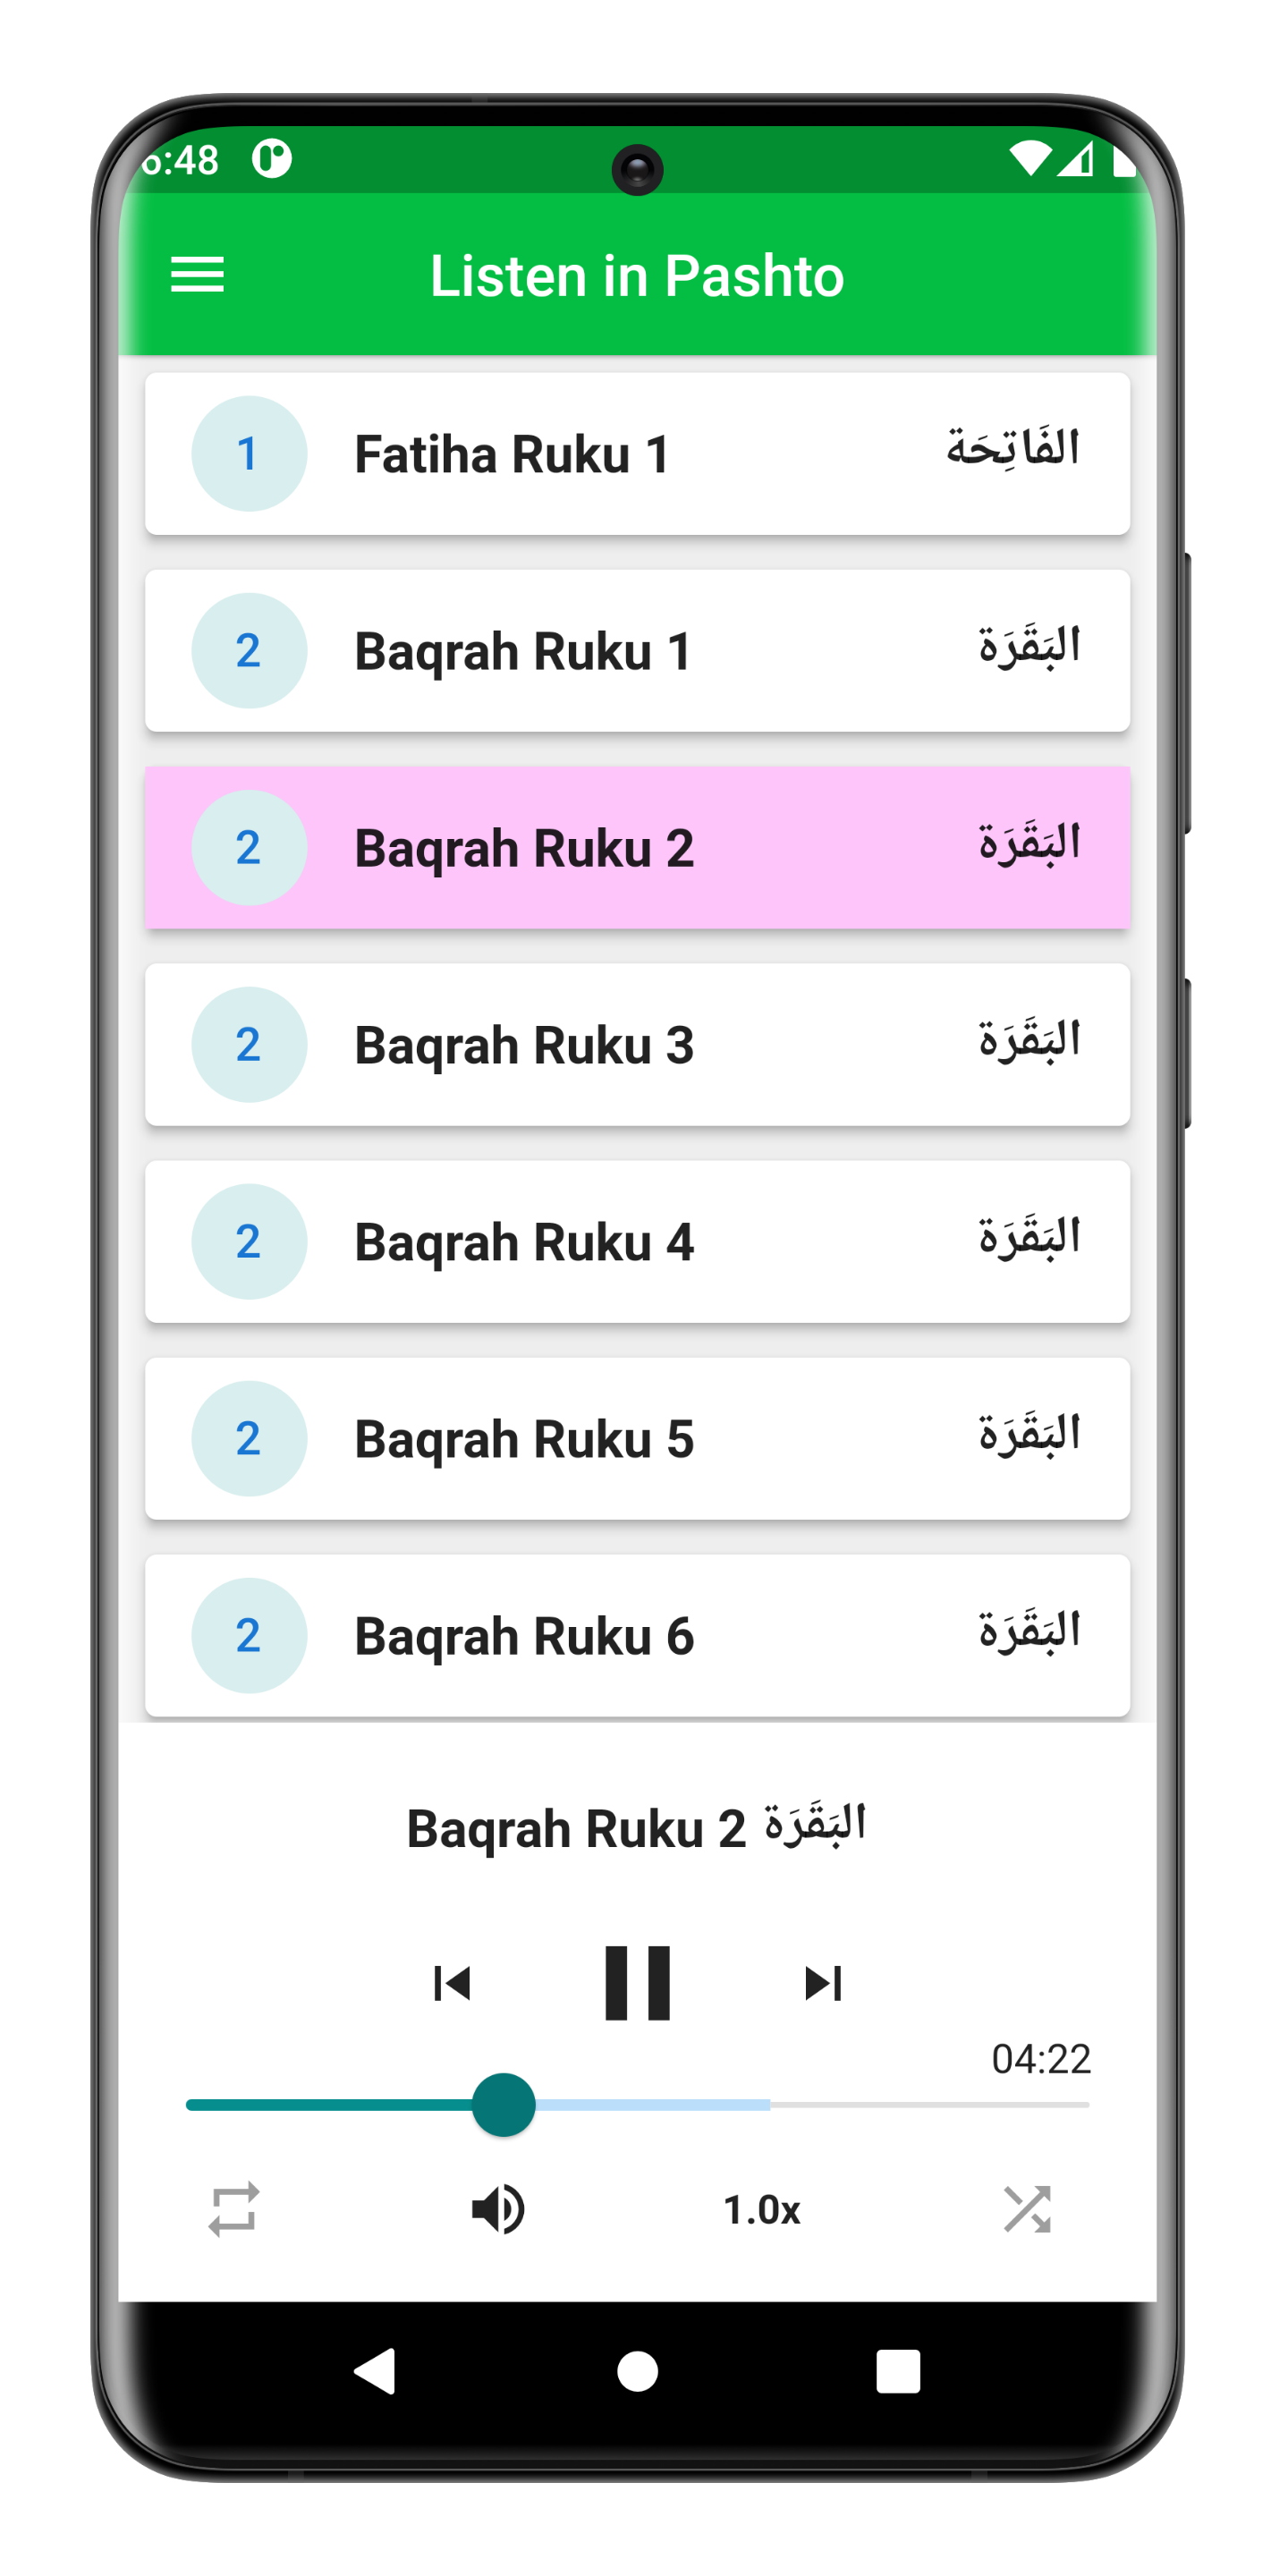 6:48
Listen in Pashto
1 Fatiha Ruku 1 الفَاتِحَة
2 Baqrah Ruku 1 البَقَرَة
2 Baqrah Ruku 2 البَقَرَة
2 Baqrah Ruku 3 البَقَرَة
2 Baqrah Ruku 4 البَقَرَة
2 Baqrah Ruku 5 البَقَرَة
2 Baqrah Ruku 6 البَقَرَة
Baqrah Ruku 2 البَقَرَة
04:22
1.0x